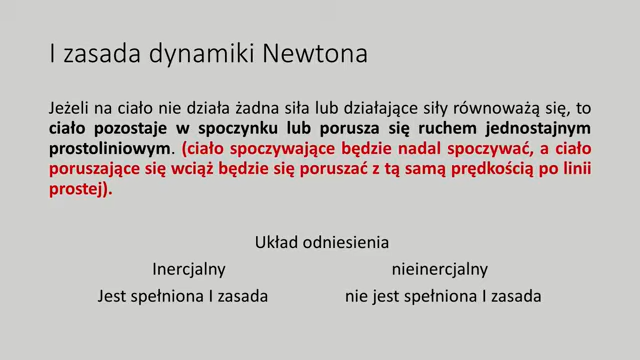 I zasada dynamiki Newtona
Jeżeli na ciało nie działa żadna siła lub działające siły równoważą się, to
ciało pozostaje w spoczynku lub porusza się ruchem jednostajnym
prostoliniowym. (ciało spoczywające będzie nadal spoczywać, a ciało
poruszające się wciąż będzie się poruszać z tą samą prędkością po linii
prostej).
Układ odniesienia
Inercjalny nieinercjalny
Jest spełniona I zasada nie jest spełniona I zasada